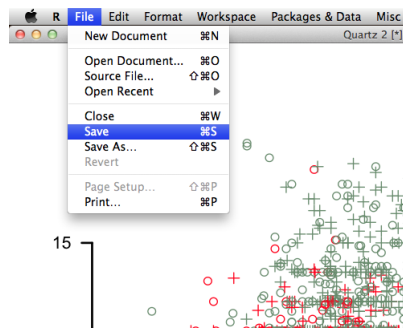 R File Edit Format Workspace Packages & Data Misc
Quartz 2 [*]
New Document ⌘N
Open Document... ⌘O
Source File... ⇧⌘O
Open Recent ▶
Close ⌘W
Save ⌘S
Save As... ⇧⌘S
Revert
Page Setup... ⇧⌘P
Print... ⌘P
15